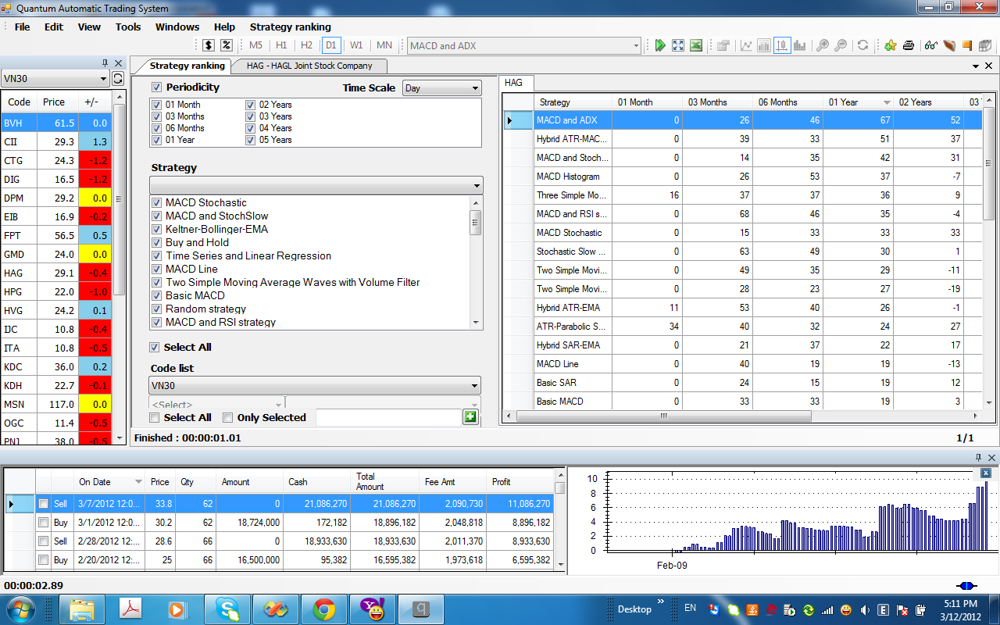 Quantum Automatic Trading System
File Edit View Tools Windows Help Strategy ranking
$ % M5 H1 H2 D1 W1 MN MACD and ADX
VN30
Code Price +/-
BVH 61.5 0.0
CII 29.3 1.3
CTG 24.3 -1.2
DIG 16.5 -1.2
DPM 29.2 0.0
EIB 16.9 -0.2
FPT 56.5 0.5
GMD 24.0 0.0
HAG 29.1 -0.4
HPG 22.0 -1.0
HVG 24.2 0.1
IJC 10.8 -0.4
ITA 10.8 -0.5
KDC 36.0 0.2
KDH 22.7 -0.1
MSN 117.0 0.0
OGC 11.4 -0.5
PNJ 38.0 -0.5
Strategy ranking HAG - HAGL Joint Stock Company
Periodicity Time Scale Day
01 Month 02 Years
03 Months 03 Years
06 Months 04 Years
01 Year 05 Years
Strategy
MACD Stochastic
MACD and StochSlow
Keltner-Bollinger-EMA
Buy and Hold
Time Series and Linear Regression
MACD Line
Two Simple Moving Average Waves with Volume Filter
Basic MACD
Random strategy
MACD and RSI strategy
Select All
Code list
VN30
<Select>
Select All Only Selected
Finished : 00:00:01.01 1/1
HAG
Strategy 01 Month 03 Months 06 Months 01 Year 02 Years 03
MACD and ADX 0 26 46 67 52
Hybrid ATR-MAC... 0 39 33 51 37
MACD and Stoch... 0 14 35 42 31
MACD Histogram 0 26 53 37 -7
Three Simple Mo... 16 37 37 36 9
MACD and RSI s... 0 68 46 35 -4
MACD Stochastic 0 15 33 33 33
Stochastic Slow ... 0 63 49 30 1
Two Simple Movi... 0 49 35 29 -11
Two Simple Movi... 0 28 23 27 -19
Hybrid ATR-EMA 11 53 40 26 -1
ATR-Parabolic S... 34 40 32 24 27
Hybrid SAR-EMA 0 21 37 22 17
MACD Line 0 40 19 19 -13
Basic SAR 0 24 15 19 12
Basic MACD 0 33 33 19 3
On Date Price Qty Amount Cash Total Amount Fee Amt Profit
Sell 3/7/2012 12:0... 33.8 62 0 21,086,270 21,086,270 2,090,730 11,086,270
Buy 3/1/2012 12:0... 30.2 62 18,724,000 172,182 18,896,182 2,048,818 8,896,182
Sell 2/28/2012 12:... 28.6 66 0 18,933,630 18,933,630 2,011,370 8,933,630
Buy 2/20/2012 12:... 25 66 16,500,000 95,382 16,595,382 1,973,618 6,595,382
10
8
6
4
2
0
Feb-09
00:00:02.89
Desktop » EN 5:11 PM
3/12/2012